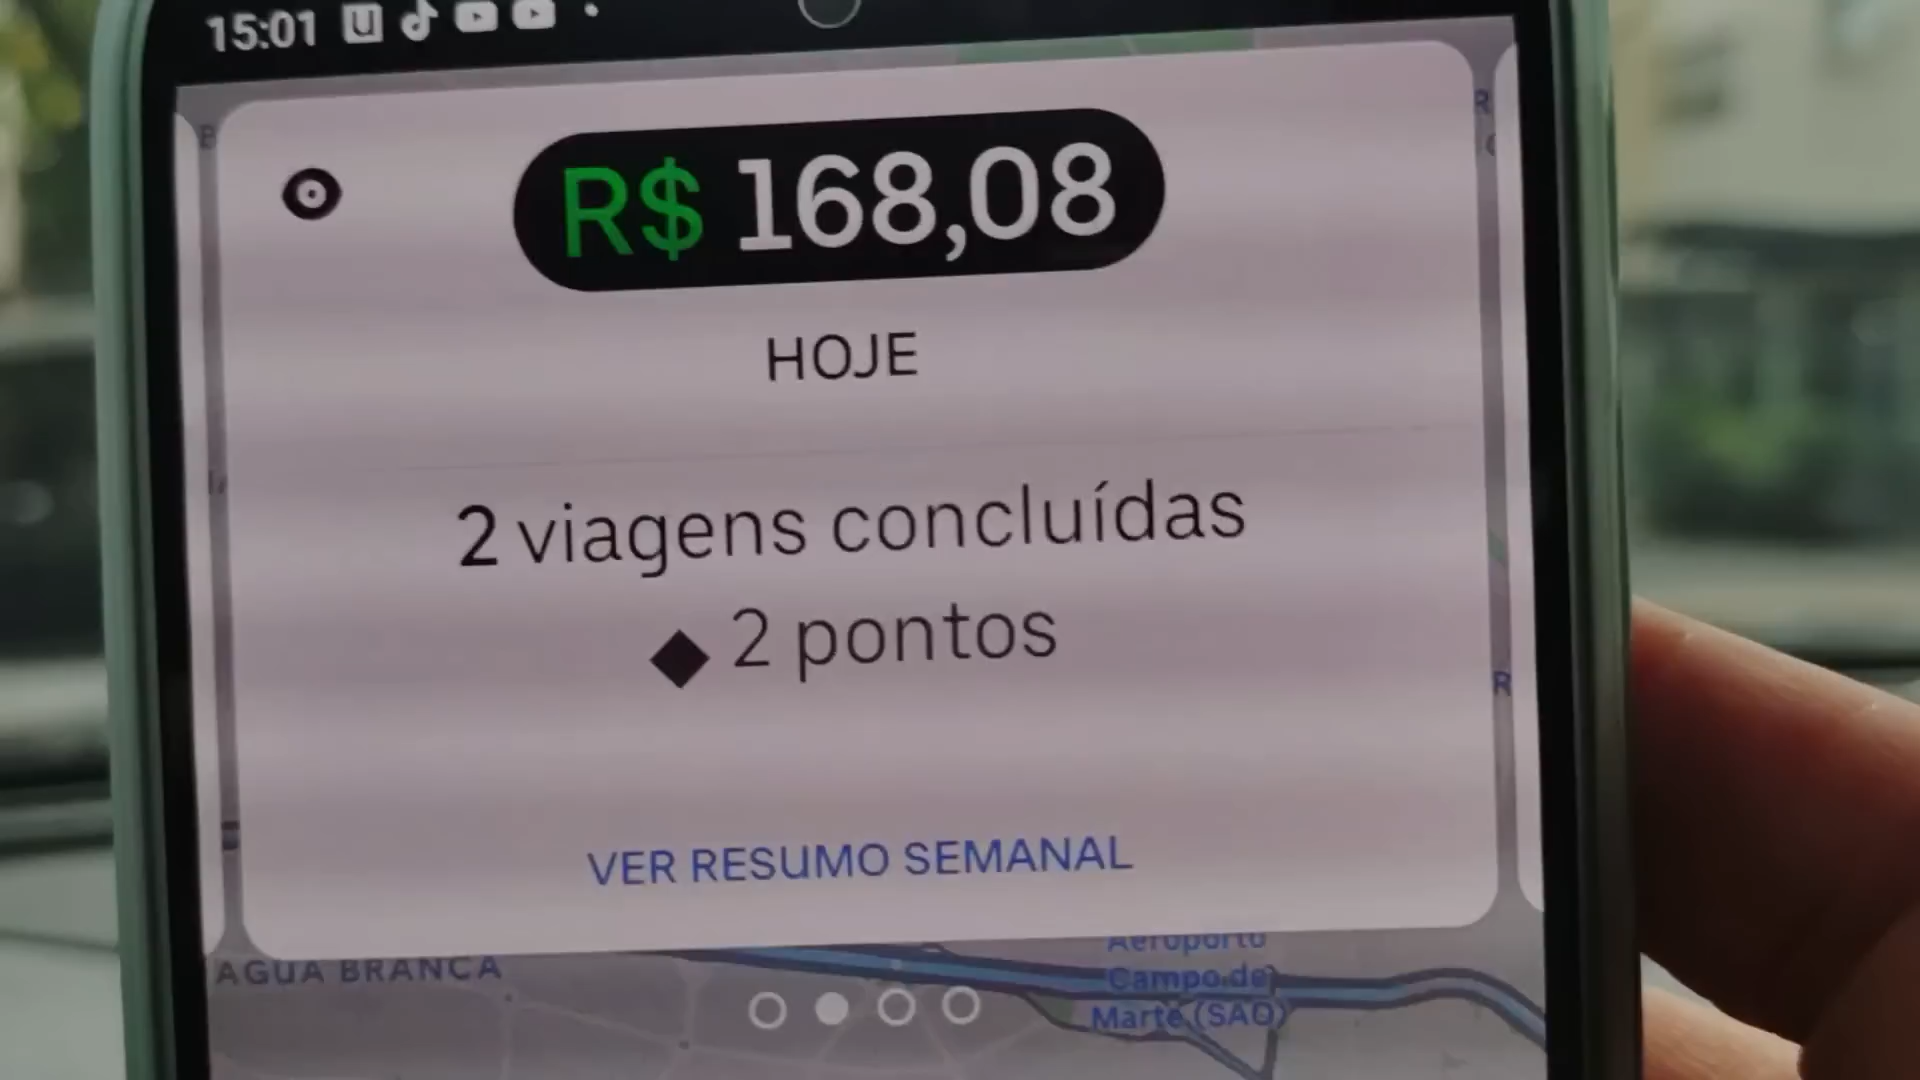 15:01
R$ 168,08
HOJE
2 viagens concluídas
2 pontos
VER RESUMO SEMANAL
ÁGUA BRANCA
Aeroporto
Campo de
Marte (SAO)